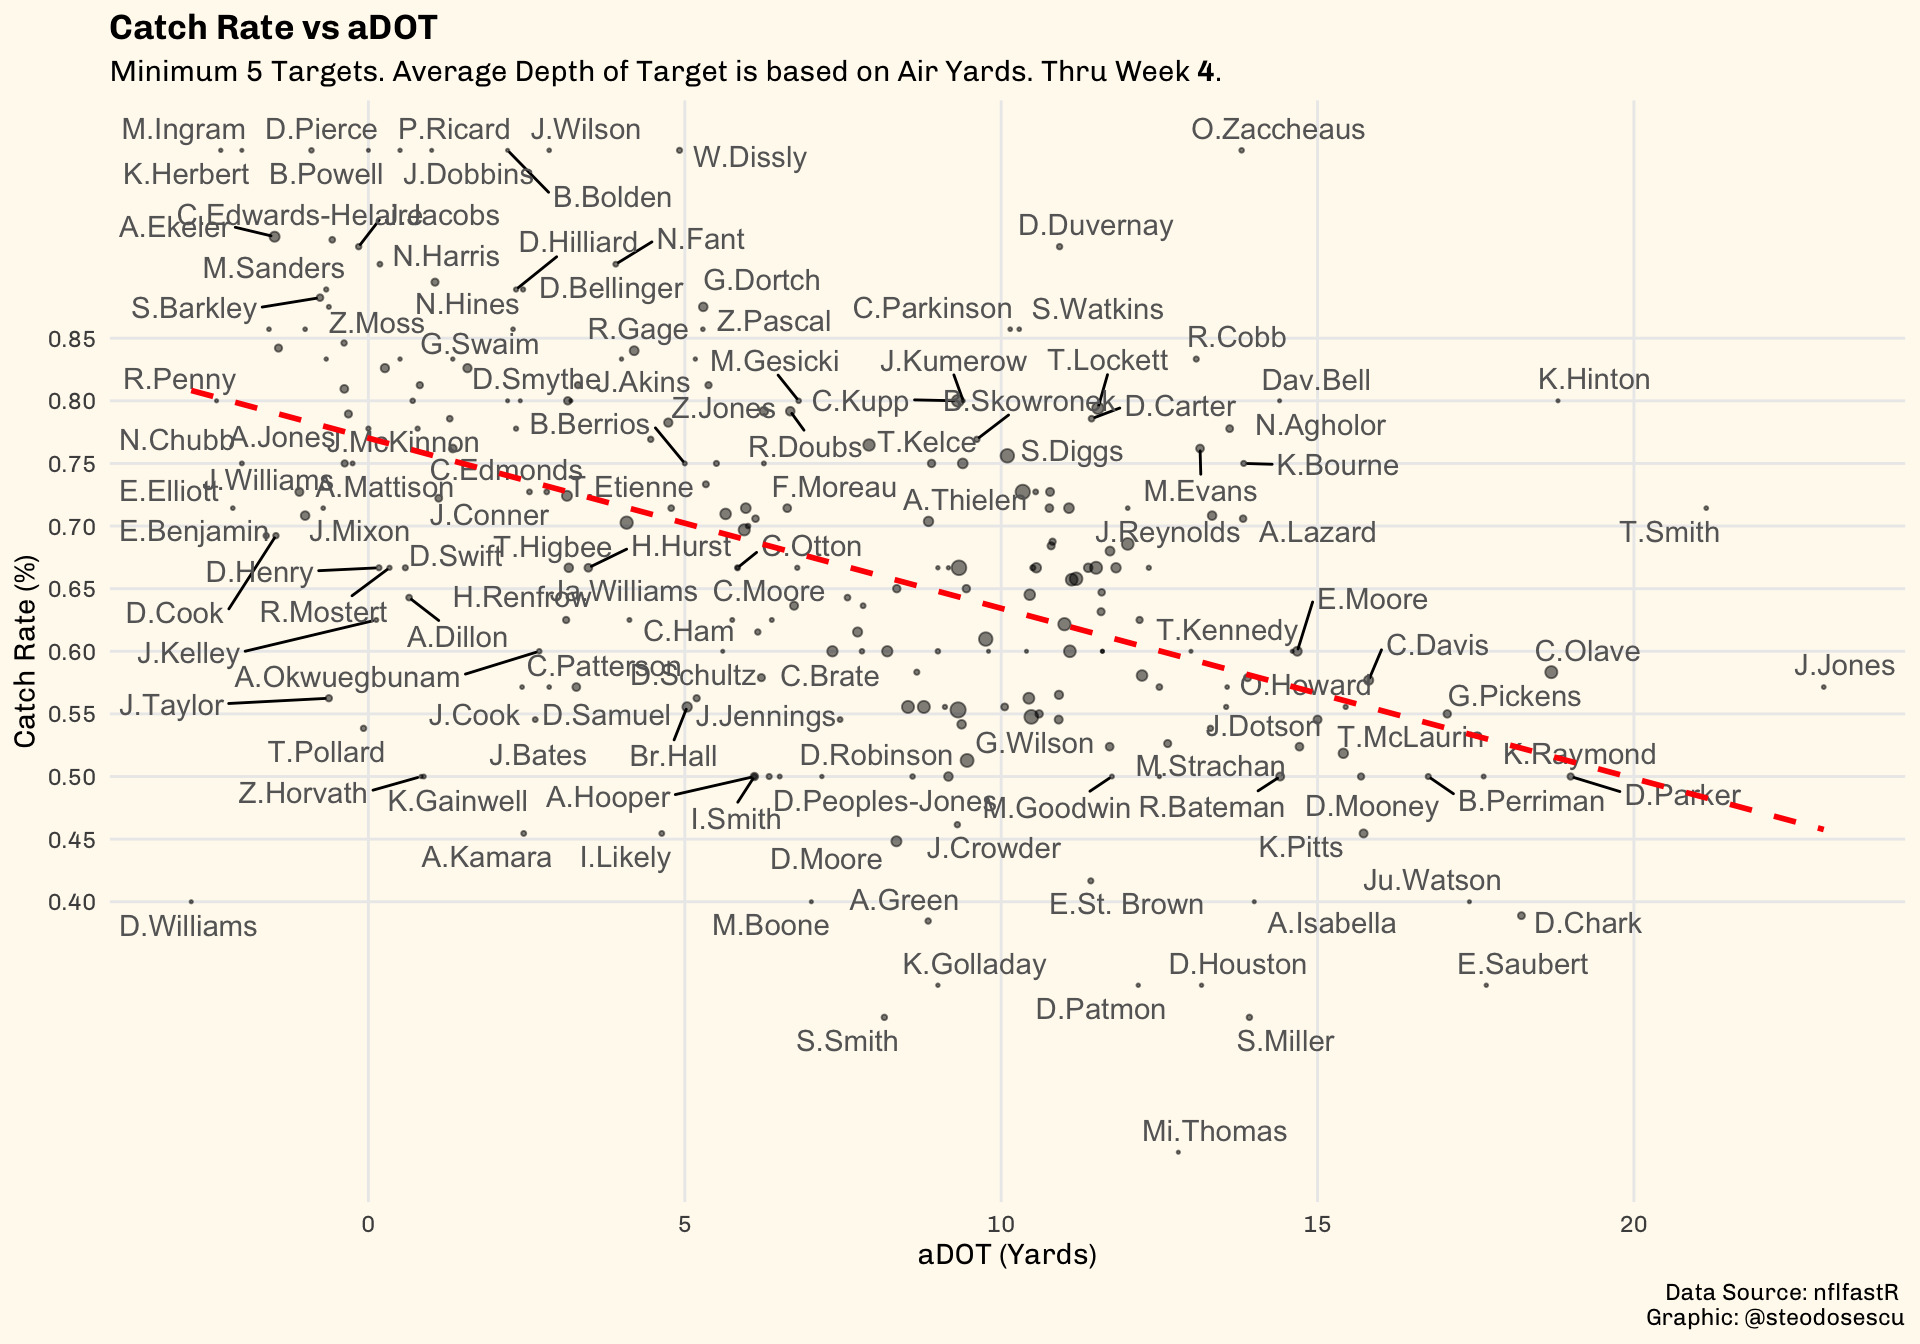 Catch Rate vs aDOT
Minimum 5 Targets. Average Depth of Target is based on Air Yards. Thru Week 4.
M.Ingram D.Pierce P.Ricard J.Wilson O.Zaccheaus
W.Dissly
K.Herbert B.Powell J.Dobbins
B.Bolden
C.Edwards-Helaire J.Jacobs
A.Ekeler D.Duvernay
D.Hilliard N.Fant
N.Harris
M.Sanders
G.Dortch
D.Bellinger
S.Barkley N.Hines C.Parkinson S.Watkins
Z.Moss R.Gage Z.Pascal
0.85 R.Cobb
G.Swaim
M.Gesicki J.Kumerow T.Lockett
R.Penny D.Smythe J.Akins Dav.Bell K.Hinton
0.80 C.Kupp B.Skowronek D.Carter
Z.Jones
B.Berrios N.Agholor
N.Chubb A.Jones J.McKinnon R.Doubs T.Kelce S.Diggs
0.75 K.Bourne
C.Edmonds
J.Williams
E.Elliott A.Mattison T.Etienne F.Moreau A.Thielen M.Evans
J.Conner
0.70
E.Benjamin J.Mixon J.Reynolds A.Lazard T.Smith
T.Higbee H.Hurst C.Otton
D.Swift
D.Henry
0.65 H.Renfrow Ja.Williams C.Moore E.Moore
D.Cook R.Mostert
A.Dillon C.Ham T.Kennedy
J.Kelley C.Davis C.Olave
0.60 J.Jones
C.Patterson
A.Okwuegbunam D.Schultz C.Brate O.Howard
G.Pickens
J.Taylor
0.55 J.Cook D.Samuel J.Jennings J.Dotson
G.Wilson T.McLaurin
T.Pollard J.Bates Br.Hall D.Robinson K.Raymond
M.Strachan
0.50
Z.Horvath K.Gainwell A.Hooper D.Peoples-Jones M.Goodwin R.Bateman D.Mooney B.Perriman D.Parker
I.Smith
0.45
A.Kamara I.Likely D.Moore J.Crowder K.Pitts
Ju.Watson
0.40 A.Green E.St. Brown
D.Williams M.Boone A.Isabella D.Chark
K.Golladay D.Houston E.Saubert
D.Patmon
S.Smith S.Miller
Mi.Thomas
Catch Rate (%)
0 5 10 15 20
aDOT (Yards)
Data Source: nflfastR
Graphic: @steodosescu